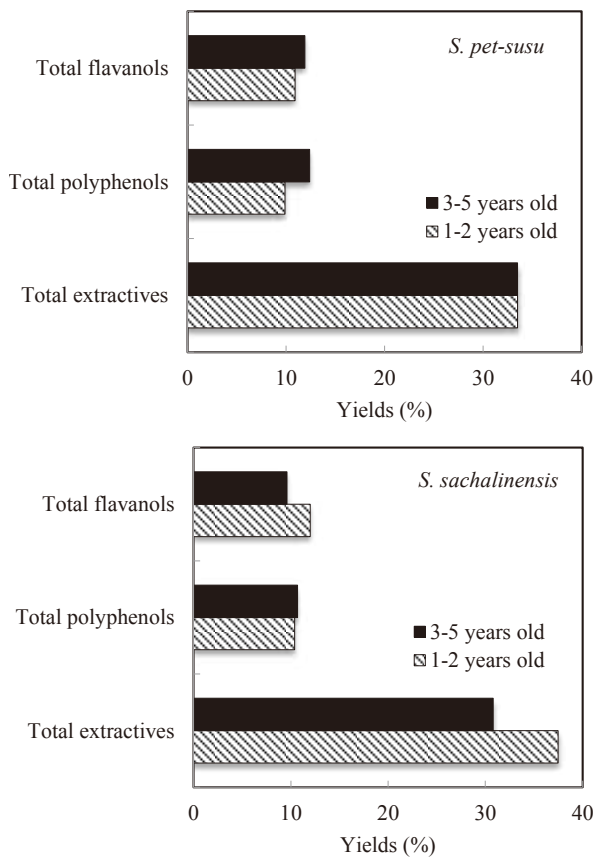 S. pet-susu
Total flavanols
Total polyphenols
3-5 years old
1-2 years old
Total extractives
0 10 20 30 40
Yields (%)
S. sachalinensis
Total flavanols
Total polyphenols
3-5 years old
1-2 years old
Total extractives
0 10 20 30 40
Yields (%)